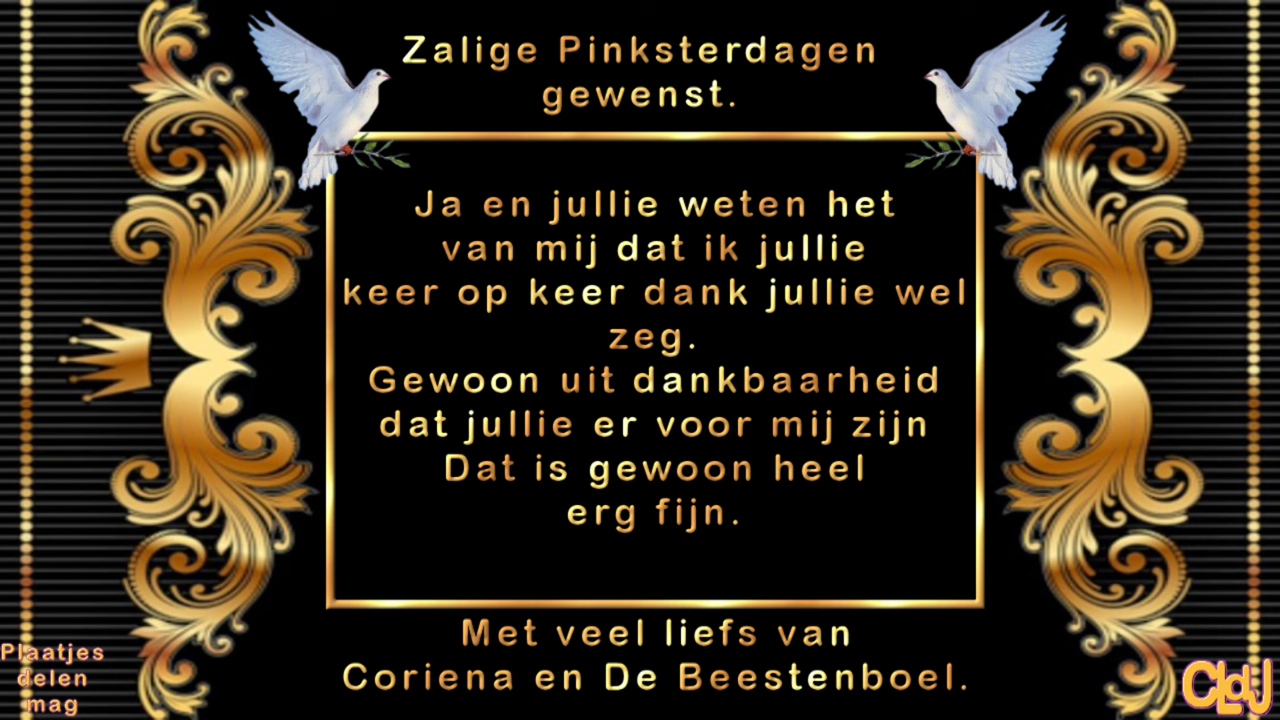 Zalige Pinksterdagen
gewenst.
Ja en jullie weten het
van mij dat ik jullie
keer op keer dank jullie wel
zeg.
Gewoon uit dankbaarheid
dat jullie er voor mij zijn
Dat is gewoon heel
erg fijn.
Met veel liefs van
Coriena en De Beestenboel.
Plaatjes
delen
mag
CLdJ